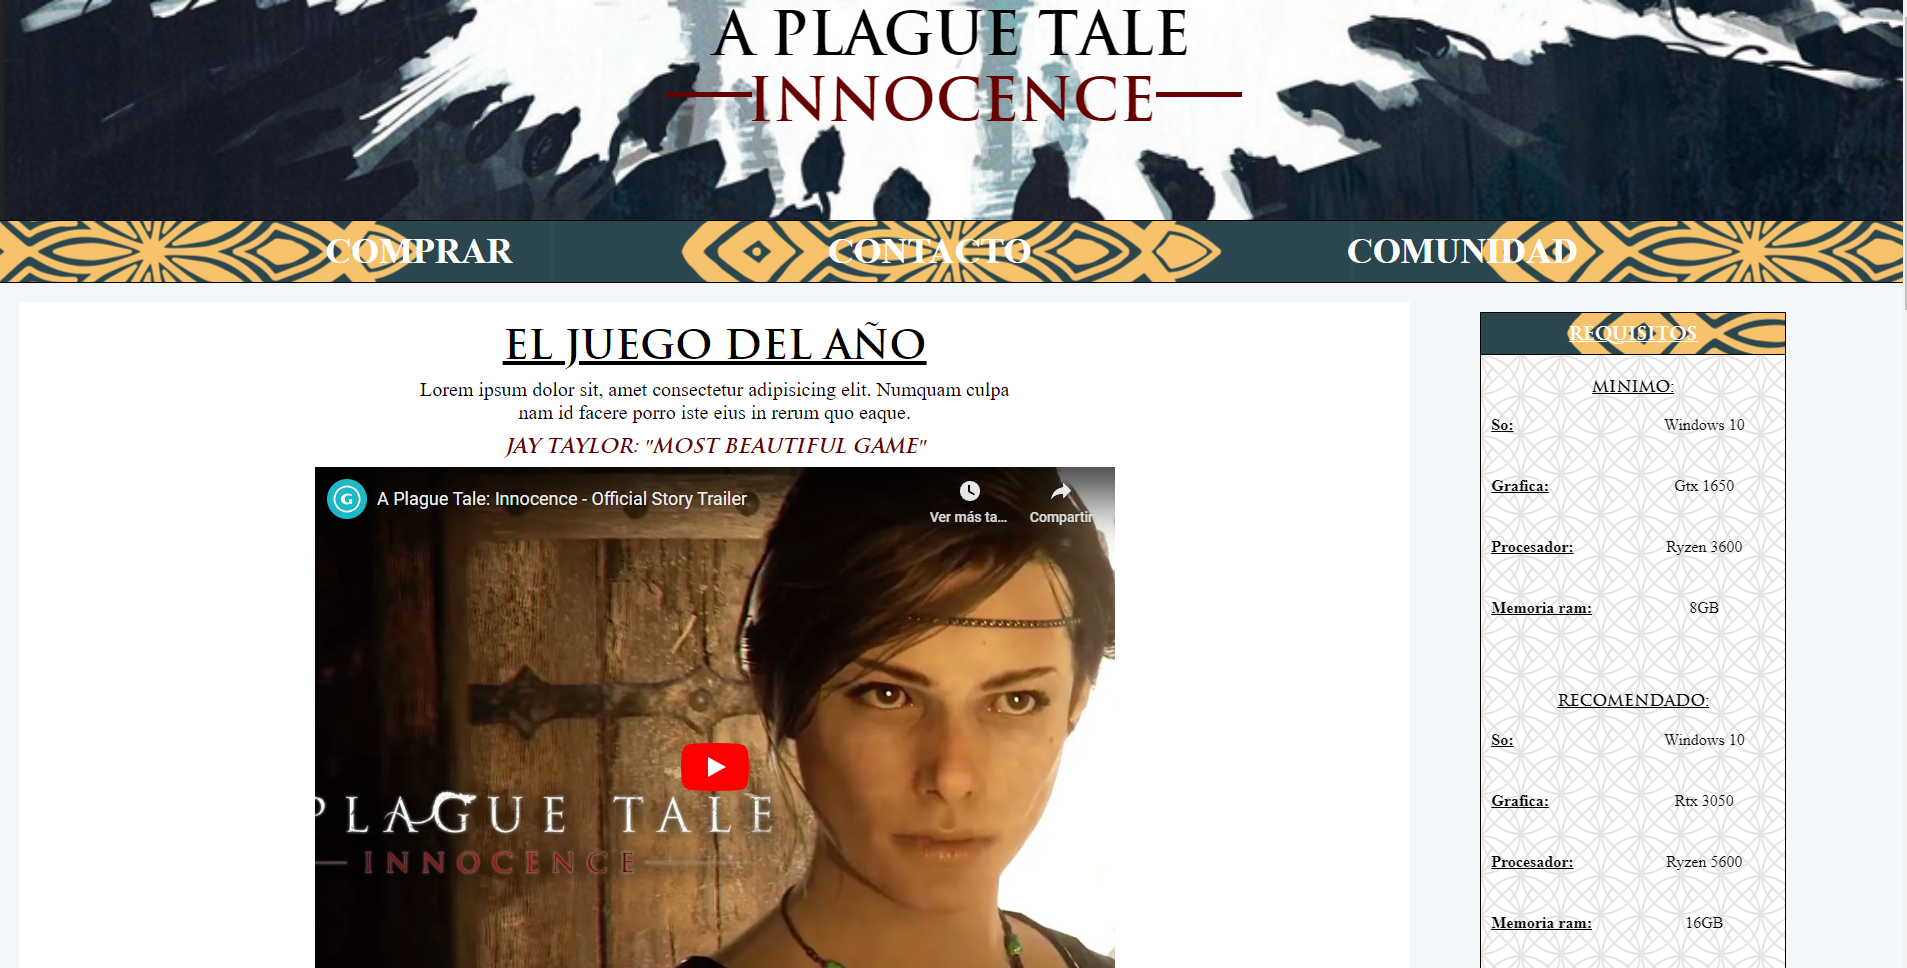 A PLAGUE TALE
INNOCENCE
COMPRAR CONTACTO COMUNIDAD
EL JUEGO DEL AÑO
Lorem ipsum dolor sit, amet consectetur adipisicing elit. Numquam culpa
nam id facere porro iste eius in rerum quo eaque.
JAY TAYLOR: "MOST BEAUTIFUL GAME"
G
A Plague Tale: Innocence - Official Story Trailer
Ver más ta...
Compartir
PLAGUE TALE
INNOCENCE
REQUISITOS
MINIMO:
So: Windows 10
Grafica: Gtx 1650
Procesador: Ryzen 3600
Memoria ram: 8GB
RECOMENDADO:
So: Windows 10
Grafica: Rtx 3050
Procesador: Ryzen 5600
Memoria ram: 16GB